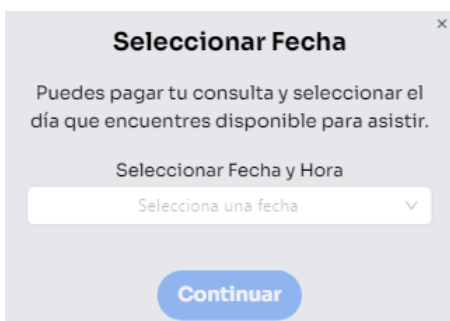 ×
Seleccionar Fecha
Puedes pagar tu consulta y seleccionar el
día que encuentres disponible para asistir.
Seleccionar Fecha y Hora
Selecciona una fecha
Continuar